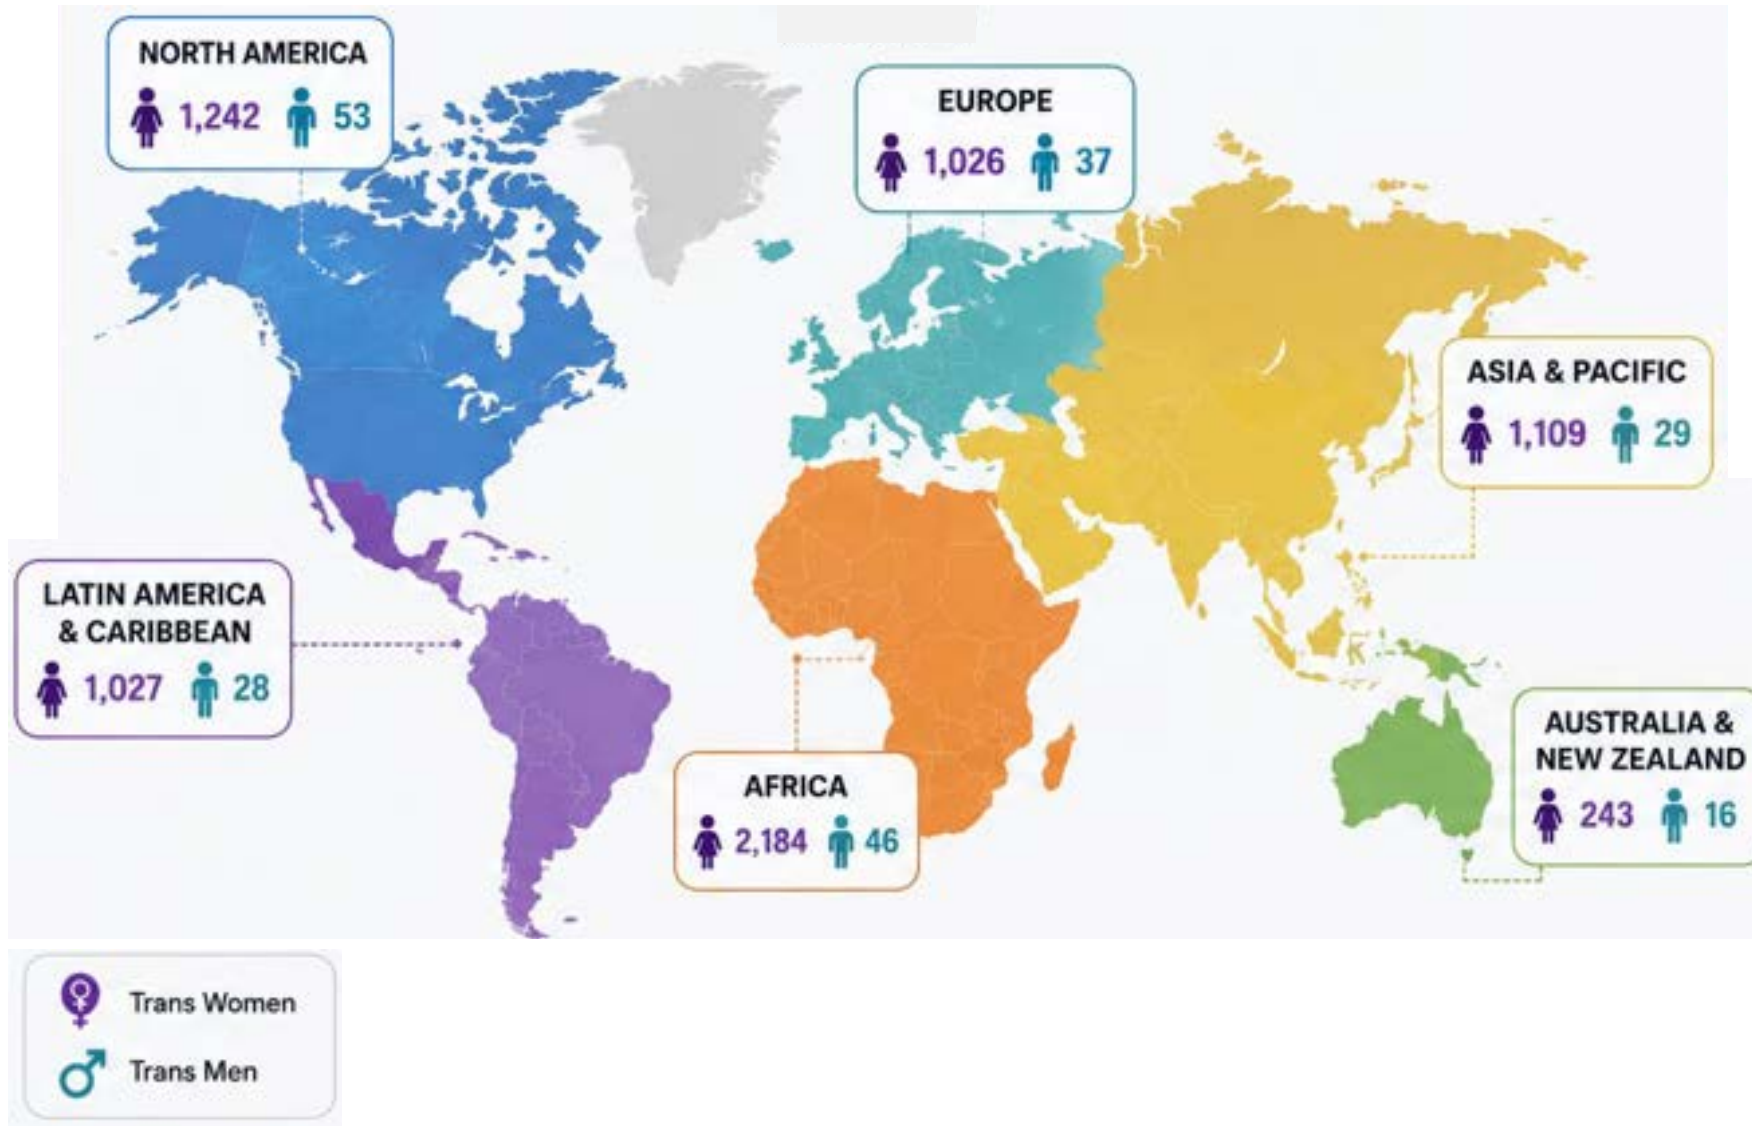 NORTH AMERICA
1,242 53
EUROPE
1,026 37
ASIA & PACIFIC
1,109 29
LATIN AMERICA
& CARIBBEAN
1,027 28
AFRICA
2,184 46
AUSTRALIA &
NEW ZEALAND
243 16
Trans Women
Trans Men